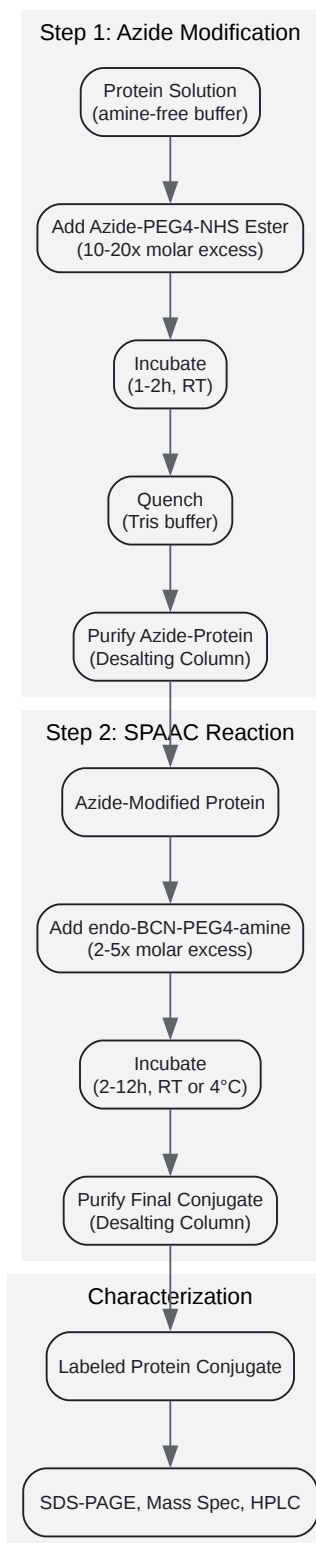 Step 1: Azide Modification
Protein Solution
(amine-free buffer)
Add Azide-PEG4-NHS Ester
(10-20x molar excess)
Incubate
(1-2h, RT)
Quench
(Tris buffer)
Purify Azide-Protein
(Desalting Column)
Step 2: SPAAC Reaction
Azide-Modified Protein
Add endo-BCN-PEG4-amine
(2-5x molar excess)
Incubate
(2-12h, RT or 4°C)
Purify Final Conjugate
(Desalting Column)
Characterization
Labeled Protein Conjugate
SDS-PAGE, Mass Spec, HPLC